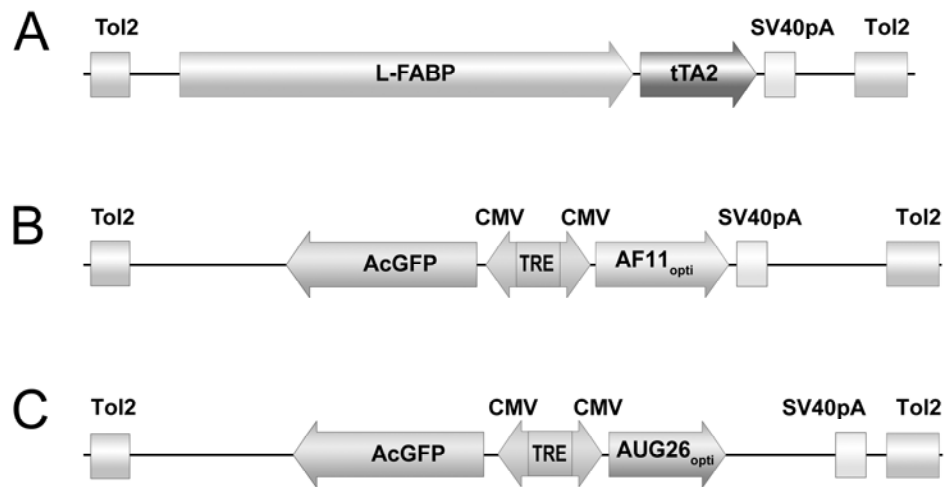 A
Tol2 SV40pA Tol2
L-FABP tTA2
B
Tol2 CMV CMV SV40pA Tol2
AcGFP TRE AF11opti
C
Tol2 CMV CMV SV40pA Tol2
AcGFP TRE AUG26opti